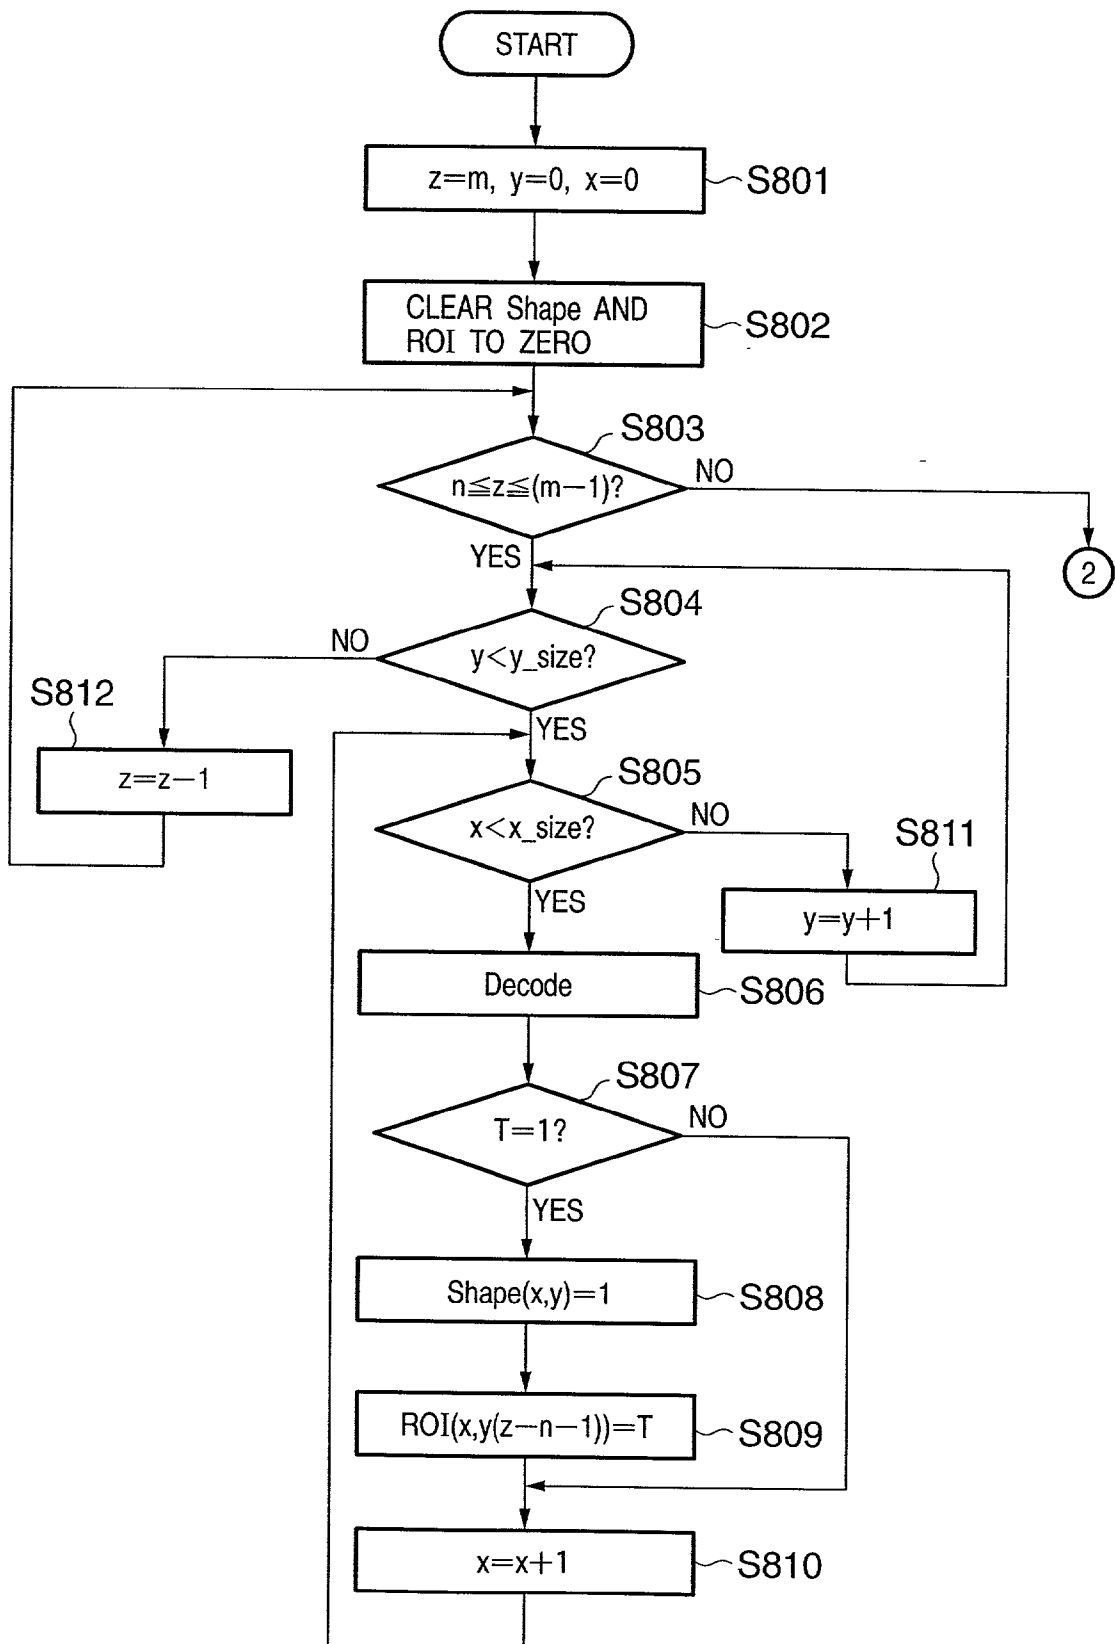 START
z=m, y=0, x=0
S801
CLEAR Shape AND
ROI TO ZERO
S802
S803
n≦z≦(m−1)?
NO
YES
2
S804
y<y_size?
NO
YES
S812
z=z−1
S805
x<x_size?
NO
YES
S811
y=y+1
Decode
S806
S807
T=1?
NO
YES
Shape(x,y)=1
S808
ROI(x,y(z−n−1))=T
S809
x=x+1
S810